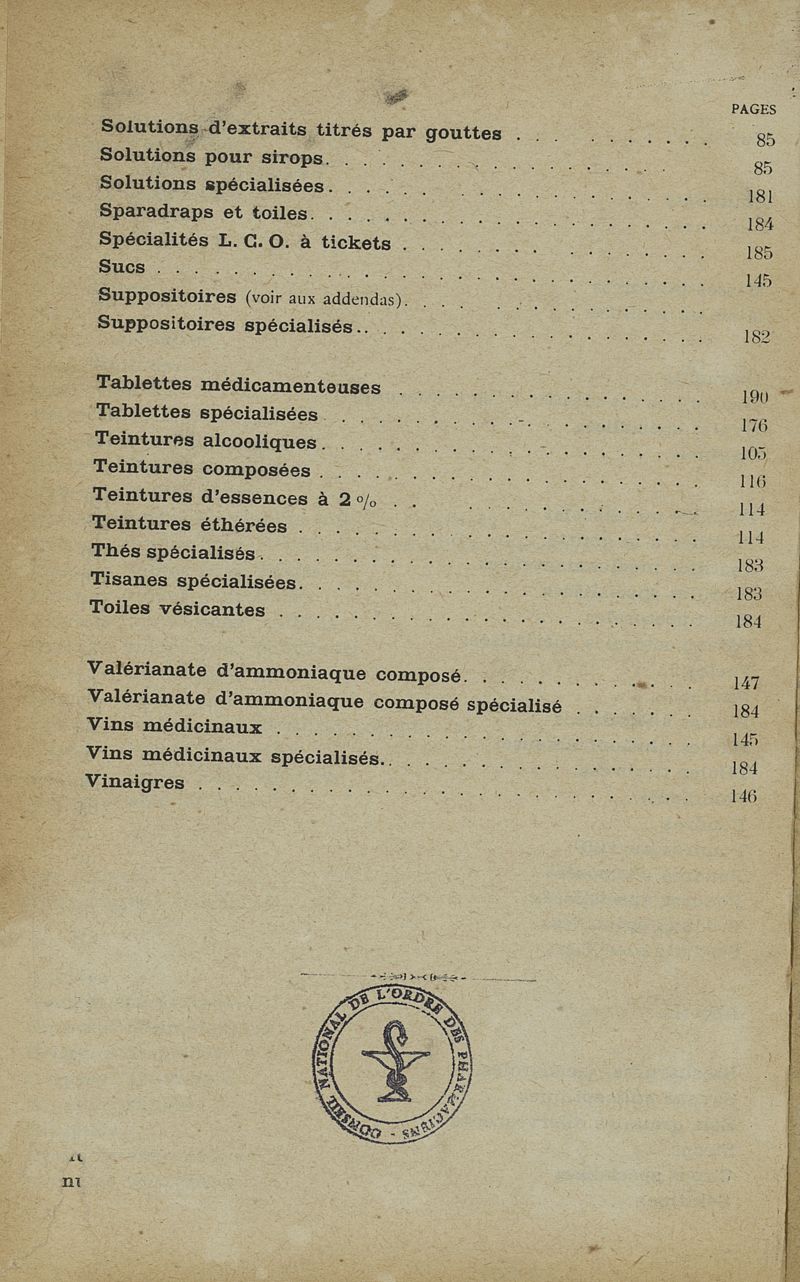 PAGES
Solutions d'extraits titrés par gouttes . . . . . . . . . . 85
Solutions pour sirops. . . . . . . . . . . . . . . . . . 85
Solutions spécialisées. . . . . . . . . . . . . . . . . . 181
Sparadraps et toiles. . . . . . . . . . . . . . . . . . . 184
Spécialités L. C. O. à tickets . . . . . . . . . . . . . . . 185
Sucs . . . . . . . . . . . . . . . . . . . . . . . . . 145
Suppositoires (voir aux addendas). . . . . . . . . . . . .
Suppositoires spécialisés.. . . . . . . . . . . . . . . . . 182
Tablettes médicamenteuses . . . . . . . . . . . . . . . 190
Tablettes spécialisées . . . . . . . . . . . . . . . . . . 176
Teintures alcooliques. . . . . . . . . . . . . . . . . . . 105
Teintures composées . . . . . . . . . . . . . . . . . . . 116
Teintures d'essences à 2 % . . . . . . . . . . . . . . 114
Teintures éthérées . . . . . . . . . . . . . . . . . . . . 114
Thés spécialisés. . . . . . . . . . . . . . . . . . . . . 183
Tisanes spécialisées. . . . . . . . . . . . . . . . . . . 183
Toiles vésicantes . . . . . . . . . . . . . . . . . . . . 184
Valérianate d'ammoniaque composé. . . . . . . . . . . . 147
Valérianate d'ammoniaque composé spécialisé . . . . . . . 184
Vins médicinaux . . . . . . . . . . . . . . . . . . . . . 145
Vins médicinaux spécialisés.. . . . . . . . . . . . . . . . 184
Vinaigres . . . . . . . . . . . . . . . . . . . . . . . . 146
CONSEIL NATIONAL DE L'ORDRE DES PHARMACIENS -